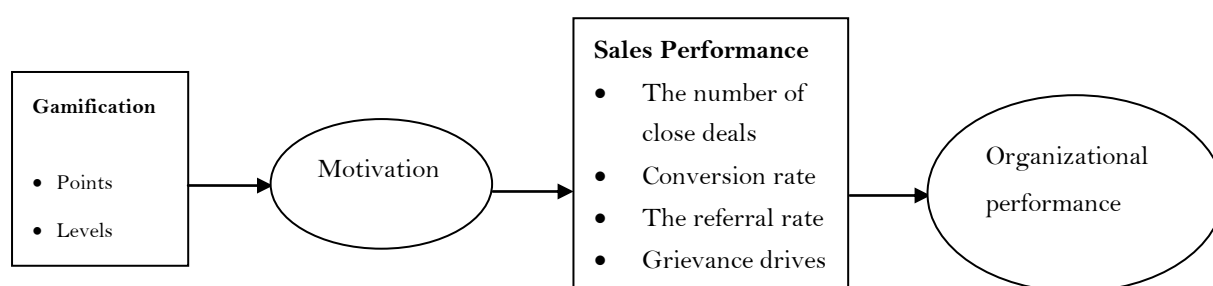 Gamification
• Points
• Levels
Motivation
Sales Performance
• The number of
close deals
• Conversion rate
• The referral rate
• Grievance drives
Organizational
performance